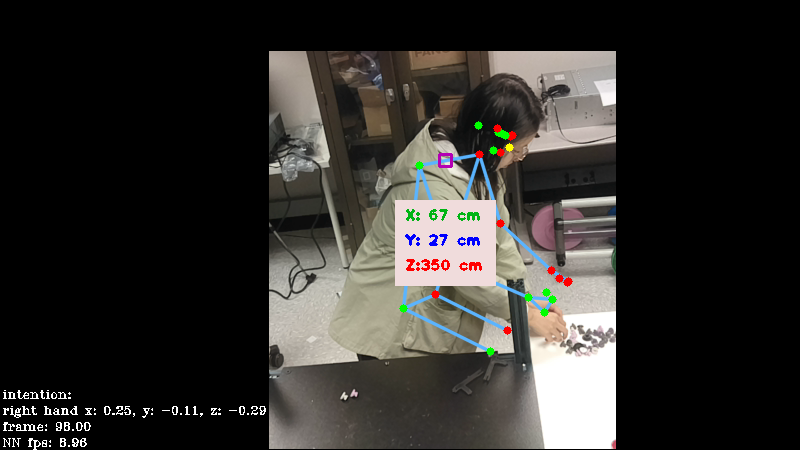 X: 67 cm
Y: 27 cm
Z:350 cm
intention:
right hand x: 0.25, y: -0.11, z: -0.29
frame: 98.00
NN fps: 8.96